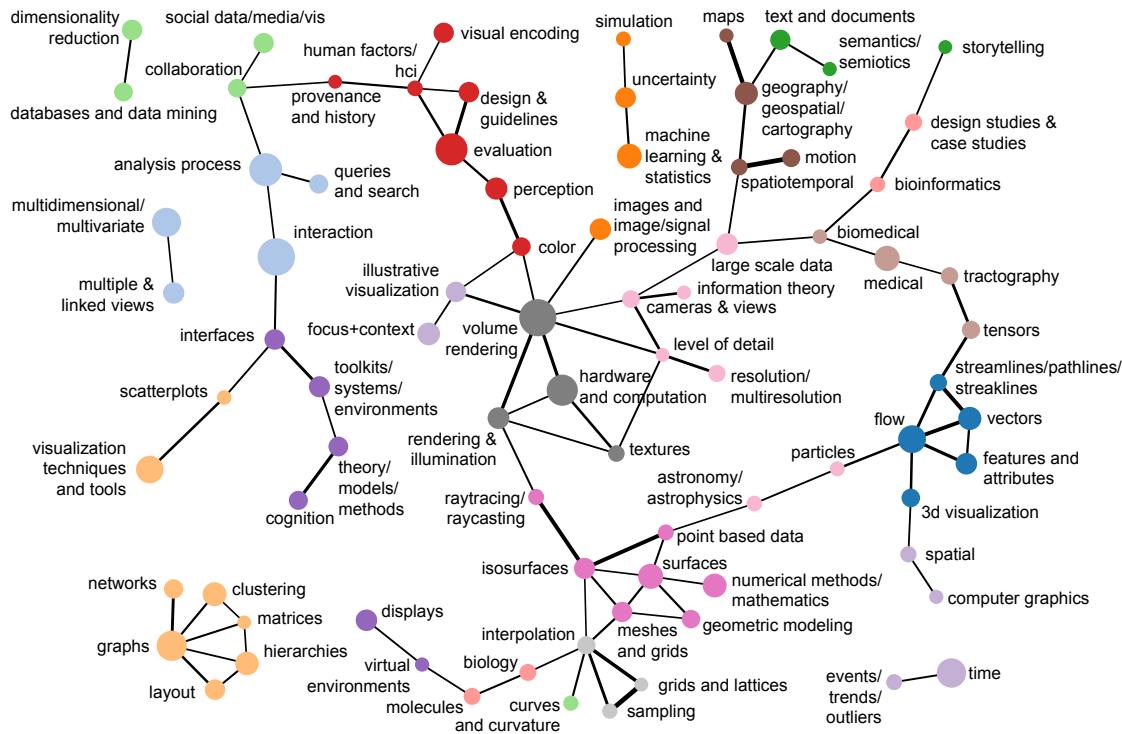 dimensionality
reduction
databases and data mining
social data/media/vis
collaboration
human factors/
hci
visual encoding
provenance
and history
design &
guidelines
evaluation
perception
color
analysis process
queries
and search
multidimensional/
multivariate
multiple &
linked views
interaction
interfaces
scatterplots
visualization
techniques
and tools
toolkits/
systems/
environments
theory/
models/
methods
cognition
illustrative
visualization
focus+context
volume
rendering
simulation
uncertainty
machine
learning &
statistics
images and
image/signal
processing
maps
text and documents
semantics/
semiotics
geography/
geospatial/
cartography
motion
spatiotemporal
storytelling
design studies &
case studies
bioinformatics
biomedical
medical
large scale data
information theory
cameras & views
level of detail
resolution/
multiresolution
hardware
and computation
rendering &
illumination
textures
tractography
tensors
streamlines/pathlines/
streaklines
flow
vectors
features and
attributes
3d visualization
spatial
computer graphics
particles
astronomy/
astrophysics
raytracing/
raycasting
point based data
isosurfaces
surfaces
numerical methods/
mathematics
meshes
and grids
geometric modeling
interpolation
grids and lattices
sampling
curves
and curvature
biology
molecules
virtual
environments
displays
networks
clustering
matrices
graphs
hierarchies
layout
events/
trends/
outliers
time